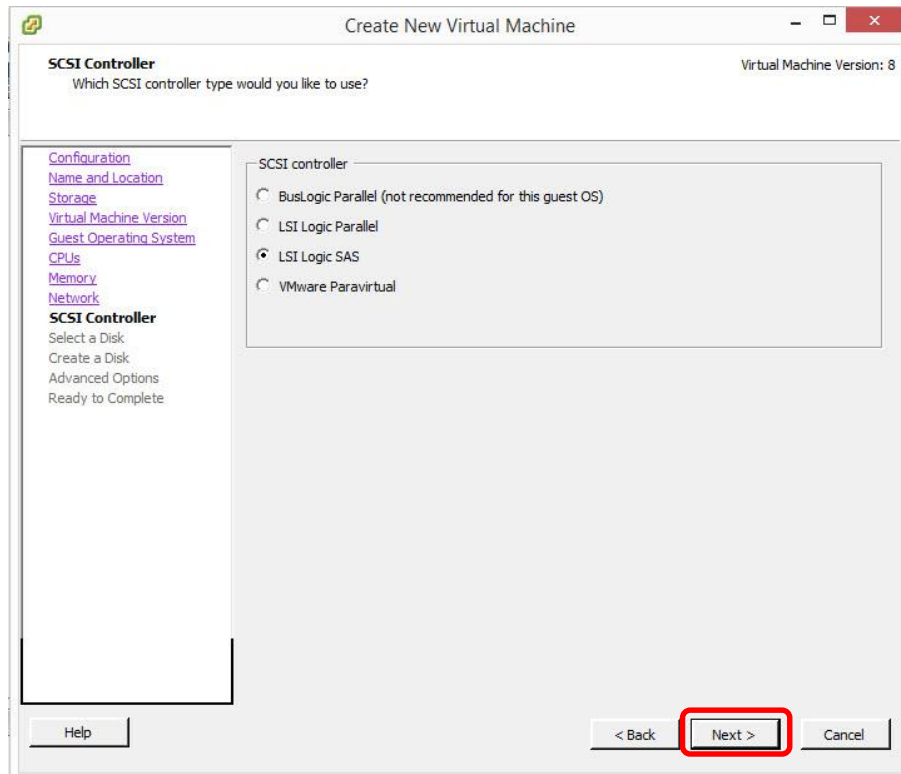 Create New Virtual Machine
SCSI Controller
Which SCSI controller type would you like to use?
Virtual Machine Version: 8
Configuration
Name and Location
Storage
Virtual Machine Version
Guest Operating System
CPUs
Memory
Network
SCSI Controller
Select a Disk
Create a Disk
Advanced Options
Ready to Complete
SCSI controller
BusLogic Parallel (not recommended for this guest OS)
LSI Logic Parallel
LSI Logic SAS
VMware Paravirtual
Help
< Back
Next >
Cancel